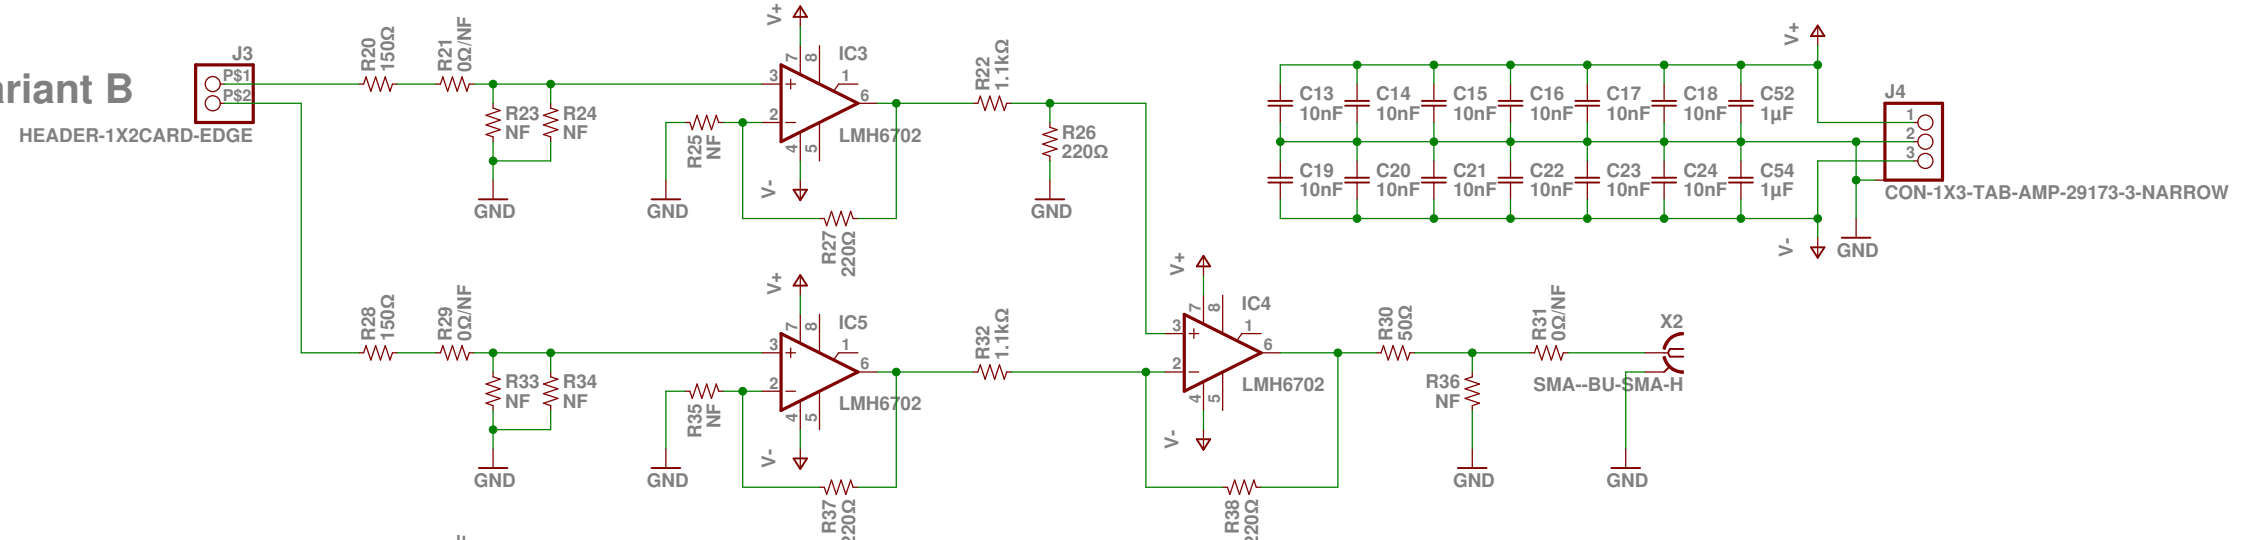 ariant B
J3
P$1
P$2
HEADER-1X2CARD-EDGE
R20
150Ω
R21
0Ω/NF
R23
NF
R24
NF
GND
R25
NF
GND
V+
7
8
IC3
3
1
6
2
LMH6702
4
5
V-
R27
220Ω
R22
1.1kΩ
R26
220Ω
GND
C13
10nF
C14
10nF
C15
10nF
C16
10nF
C17
10nF
C18
10nF
C52
1µF
C19
10nF
C20
10nF
C21
10nF
C22
10nF
C23
10nF
C24
10nF
C54
1µF
V+
V-
GND
J4
1
2
3
CON-1X3-TAB-AMP-29173-3-NARROW
R28
150Ω
R29
0Ω/NF
R33
NF
R34
NF
GND
R35
NF
GND
V+
7
8
IC5
3
1
6
2
LMH6702
4
5
V-
R37
220Ω
R32
1.1kΩ
V+
7
8
IC4
3
1
6
2
LMH6702
4
5
V-
R38
220Ω
R30
50Ω
R36
NF
GND
R31
0Ω/NF
X2
SMA--BU-SMA-H
GND